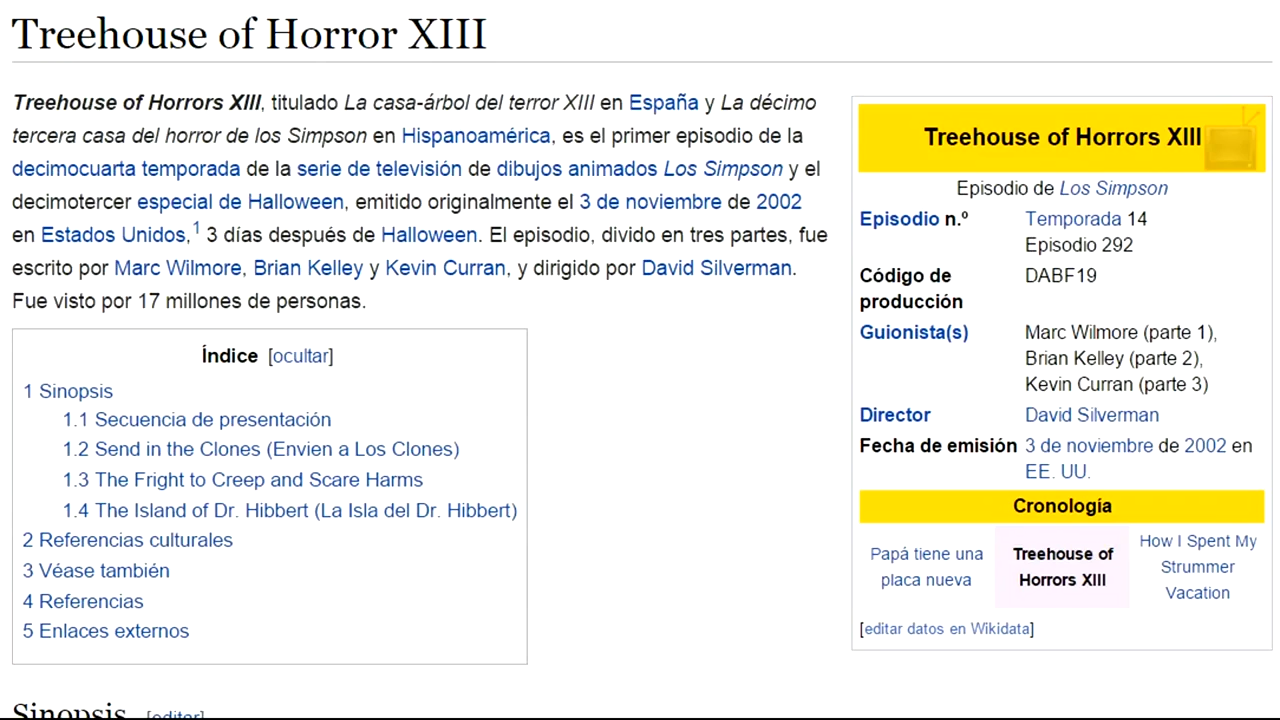 Treehouse of Horror XIII
Treehouse of Horrors XIII, titulado La casa-árbol del terror XIII en España y La décimo
tercera casa del horror de los Simpson en Hispanoamérica, es el primer episodio de la
decimocuarta temporada de la serie de televisión de dibujos animados Los Simpson y el
decimotercer especial de Halloween, emitido originalmente el 3 de noviembre de 2002
en Estados Unidos,1 3 días después de Halloween. El episodio, divido en tres partes, fue
escrito por Marc Wilmore, Brian Kelley y Kevin Curran, y dirigido por David Silverman.
Fue visto por 17 millones de personas.
Índice [ocultar]
1 Sinopsis
1.1 Secuencia de presentación
1.2 Send in the Clones (Envien a Los Clones)
1.3 The Fright to Creep and Scare Harms
1.4 The Island of Dr. Hibbert (La Isla del Dr. Hibbert)
2 Referencias culturales
3 Véase también
4 Referencias
5 Enlaces externos
Treehouse of Horrors XIII
Episodio de Los Simpson
Episodio n.º Temporada 14
Episodio 292
Código de DABF19
producción
Guionista(s) Marc Wilmore (parte 1),
Brian Kelley (parte 2),
Kevin Curran (parte 3)
Director David Silverman
Fecha de emisión 3 de noviembre de 2002 en
EE. UU.
Cronología
Papá tiene una
placa nueva
Treehouse of
Horrors XIII
How I Spent My
Strummer
Vacation
[editar datos en Wikidata]
Sinopsis [editar]